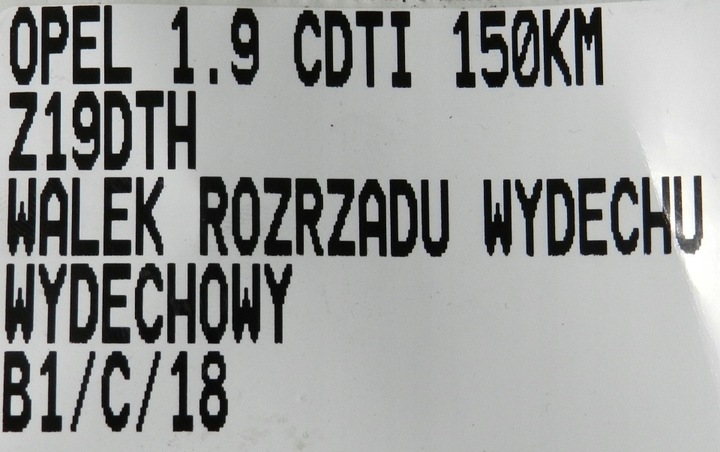 OPEL 1.9 CDTI 150KM
Z19DTH
WALEK ROZRZADU WYDECHU
WYDECHOWY
B1/C/18